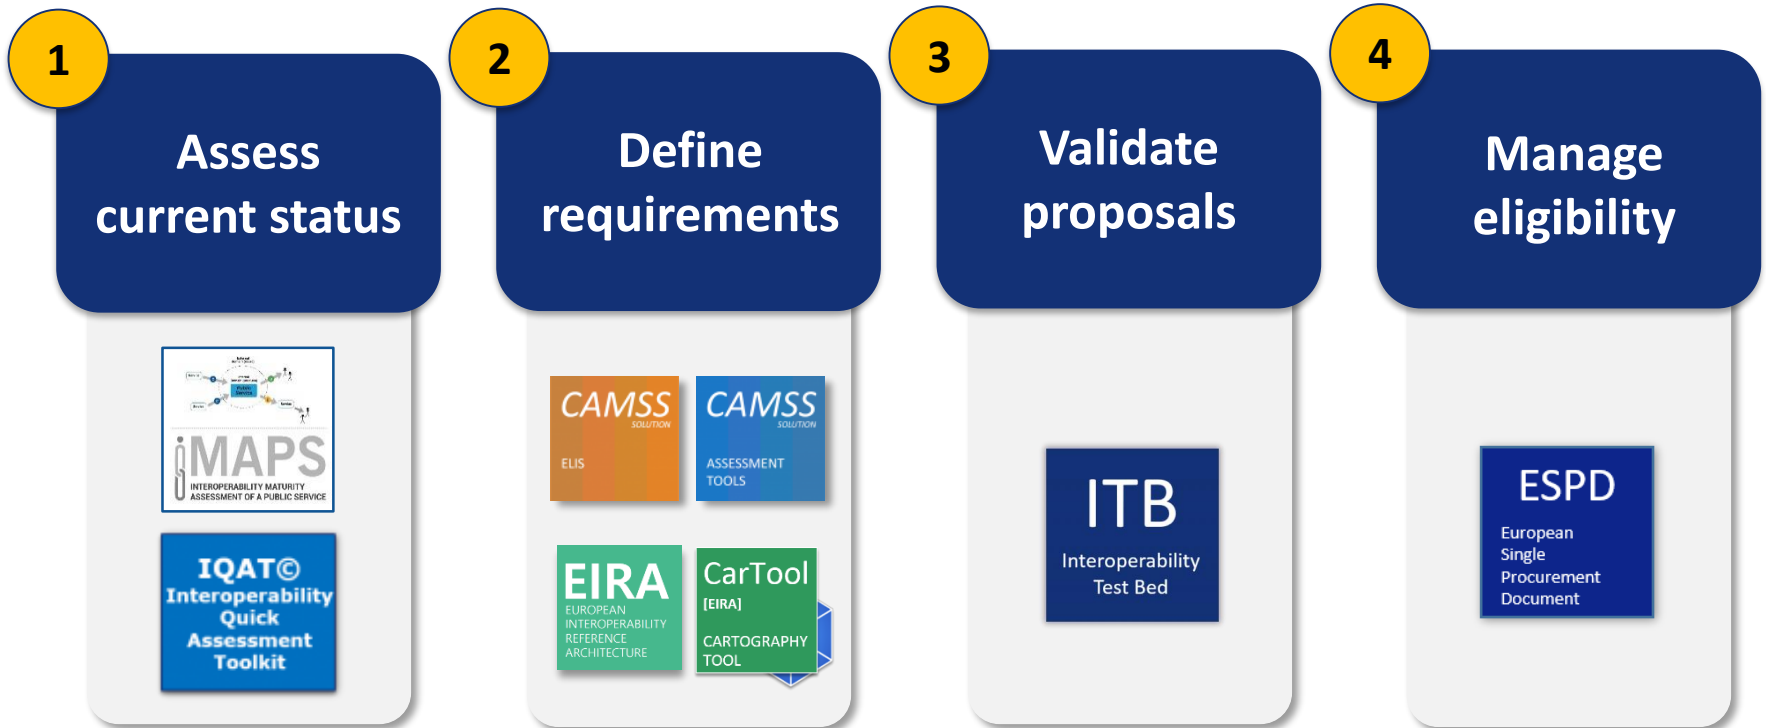 1
Assess
current status
iMAPS
INTEROPERABILITY MATURITY
ASSESSMENT OF A PUBLIC SERVICE
IQAT©
Interoperability
Quick
Assessment
Toolkit
2
Define
requirements
CAMSS
SOLUTION
ELIS
CAMSS
SOLUTION
ASSESSMENT
TOOLS
EIRA
EUROPEAN
INTEROPERABILITY
REFERENCE
ARCHITECTURE
CarTool
[EIRA]
CARTOGRAPHY
TOOL
3
Validate
proposals
ITB
Interoperability
Test Bed
4
Manage
eligibility
ESPD
European
Single
Procurement
Document